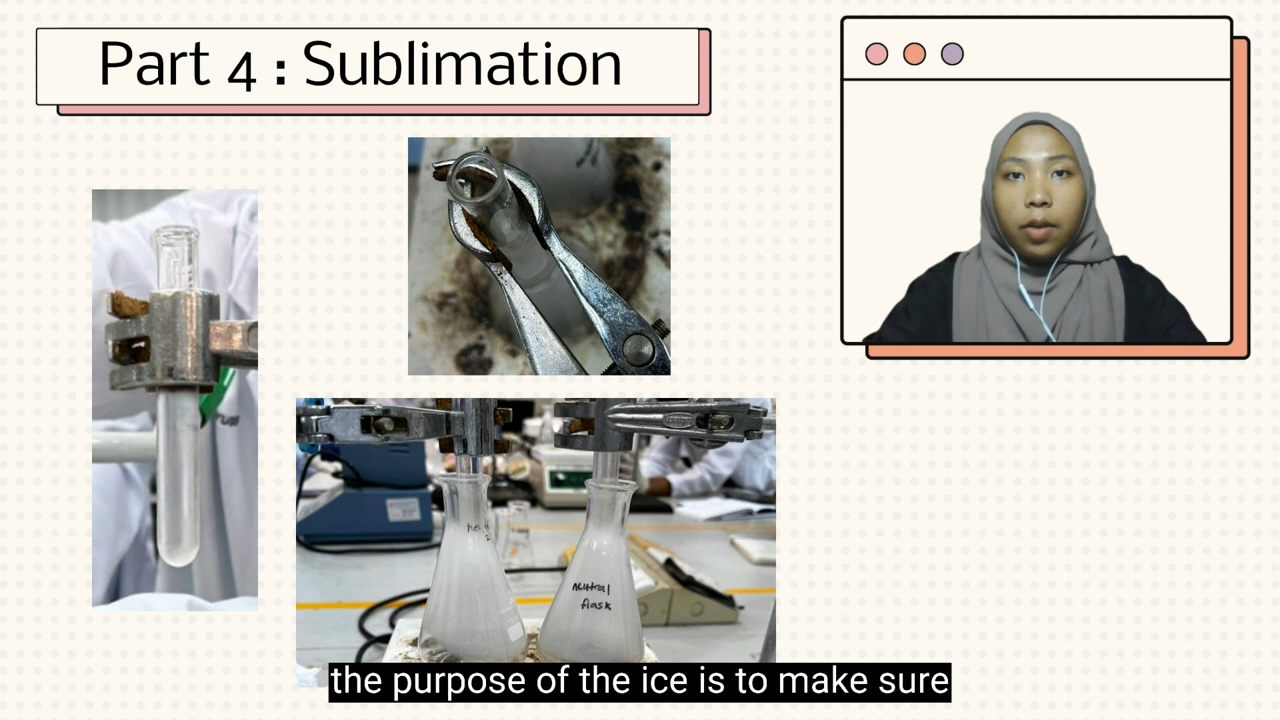 Part 4 : Sublimation
neutral
flask
the purpose of the ice is to make sure